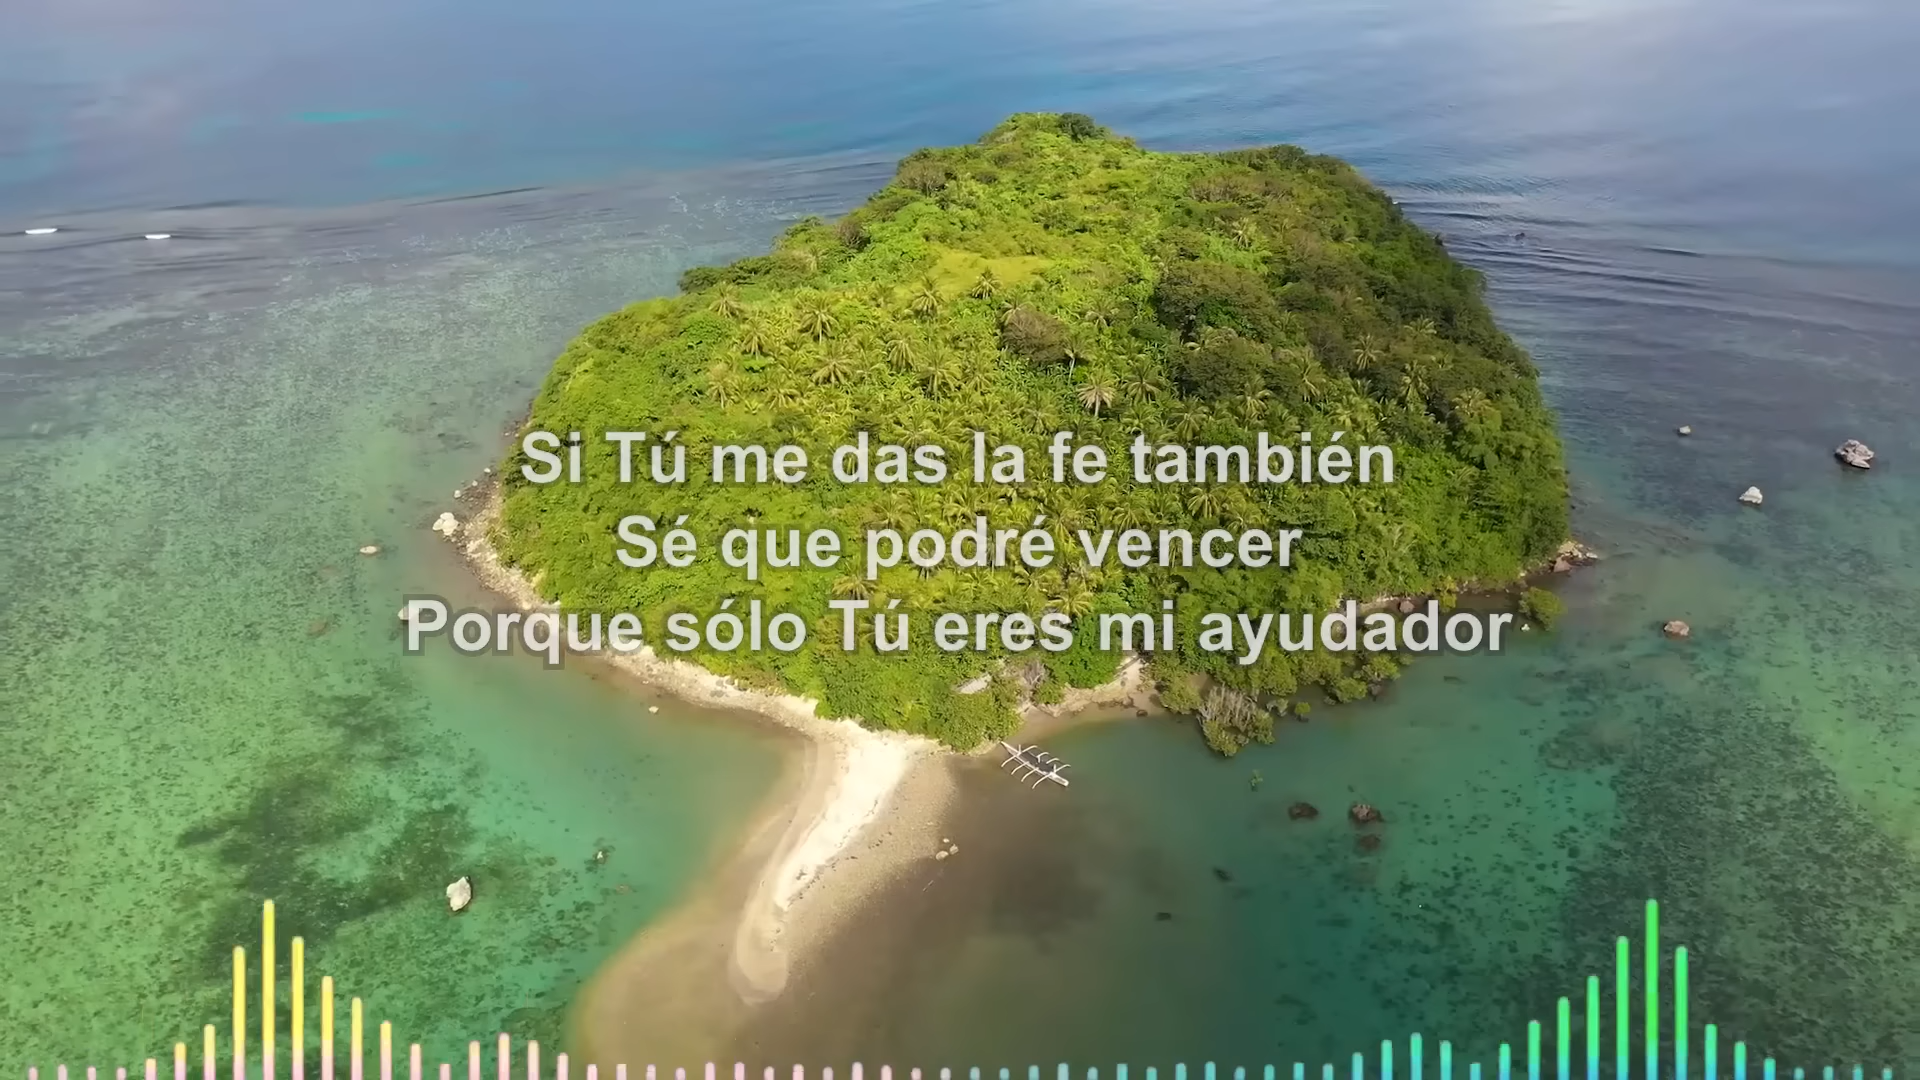 Si Tú me das la fe también
Sé que podré vencer
Porque sólo Tú eres mi ayudador